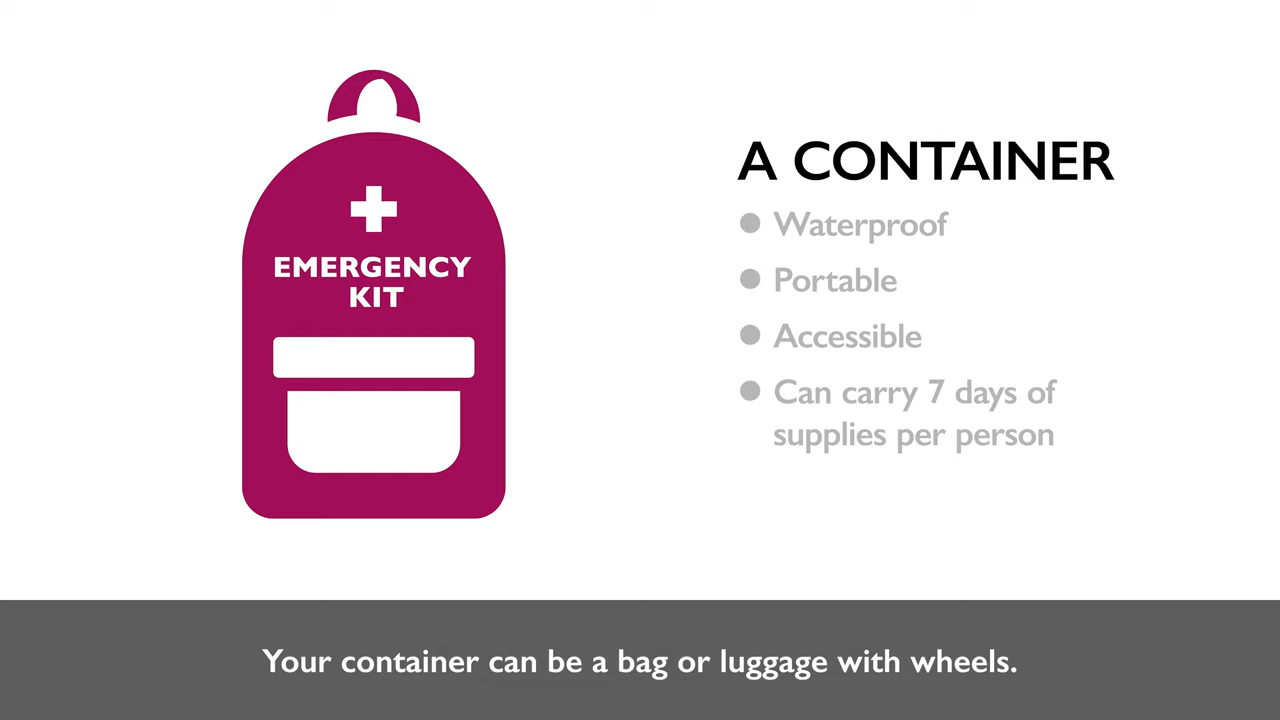 EMERGENCY
KIT
A CONTAINER
Waterproof
Portable
Accessible
Can carry 7 days of
supplies per person
Your container can be a bag or luggage with wheels.